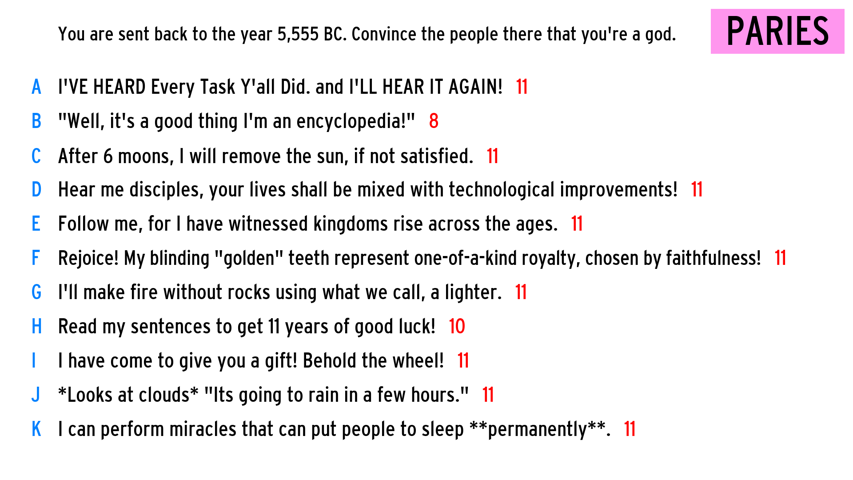 You are sent back to the year 5,555 BC. Convince the people there that you're a god.
PARIES
A I'VE HEARD Every Task Y'all Did. and I'LL HEAR IT AGAIN! 11
B "Well, it's a good thing I'm an encyclopedia!" 8
C After 6 moons, I will remove the sun, if not satisfied. 11
D Hear me disciples, your lives shall be mixed with technological improvements! 11
E Follow me, for I have witnessed kingdoms rise across the ages. 11
F Rejoice! My blinding "golden" teeth represent one-of-a-kind royalty, chosen by faithfulness! 11
G I'll make fire without rocks using what we call, a lighter. 11
H Read my sentences to get 11 years of good luck! 10
I I have come to give you a gift! Behold the wheel! 11
J *Looks at clouds* "Its going to rain in a few hours." 11
K I can perform miracles that can put people to sleep **permanently**. 11